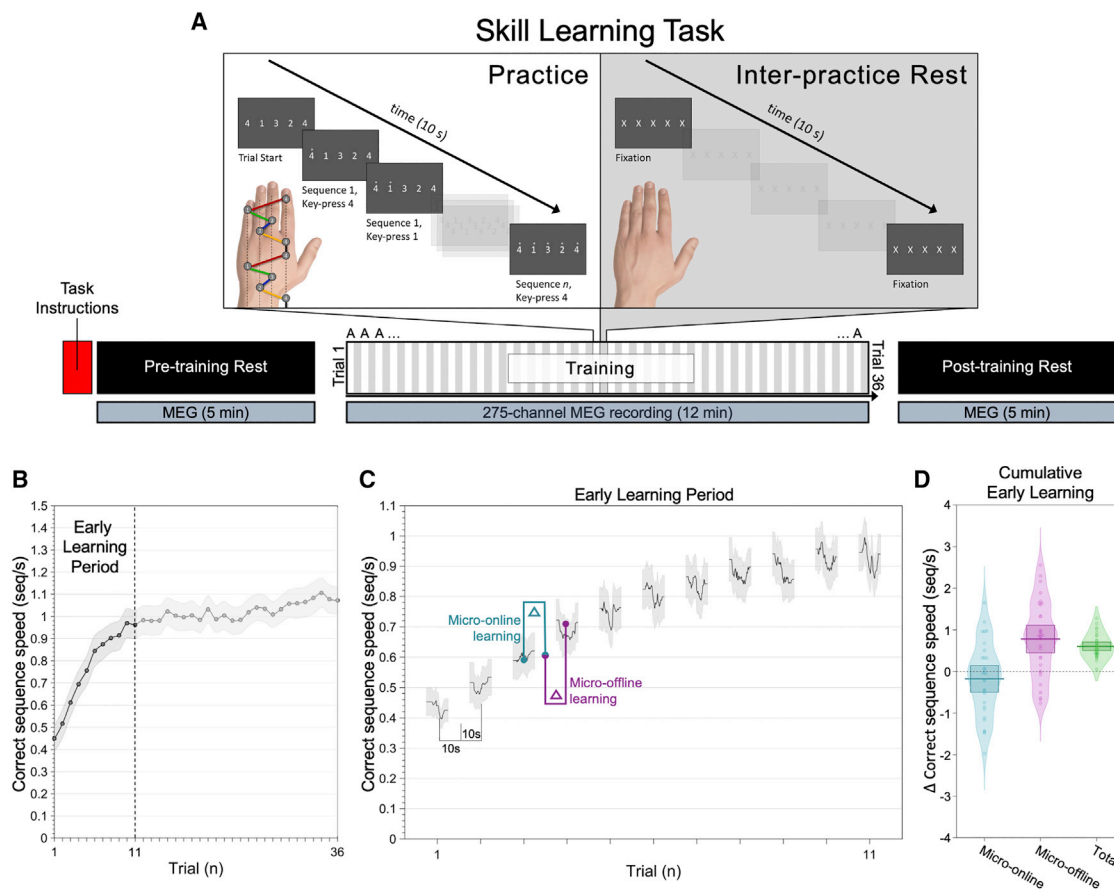 A
Skill Learning Task
Practice
Inter-practice Rest
time (10 s)
time (10 s)
4 1 3 2 4
Trial Start
4 1 3 2 4
Sequence 1,
Key-press 4
4 1 3 2 4
Sequence 1,
Key-press 1
4 1 3 2 4
Sequence n,
Key-press 4
X X X X X
Fixation
X X X X X
Fixation
Task
Instructions
A A A ...
... A
Pre-training Rest
Trial 1
Training
Trial 36
Post-training Rest
MEG (5 min)
275-channel MEG recording (12 min)
MEG (5 min)
B
Early
Learning
Period
Correct sequence speed (seq/s)
1.5
1.4
1.3
1.2
1.1
1
0.9
0.8
0.7
0.6
0.5
0.4
0.3
0.2
0.1
0
1 11 36
Trial (n)
C
Early Learning Period
Correct sequence speed (seq/s)
1.1
1
0.9
0.8
0.7
0.6
0.5
0.4
0.3
0.2
0.1
0
Micro-online
learning
Δ
Micro-offline
learning
Δ
10s
10s
1 11
Trial (n)
D
Cumulative
Early Learning
Δ Correct sequence speed (seq/s)
4
3
2
1
0
-1
-2
-3
-4
Micro-online
Micro-offline
Total